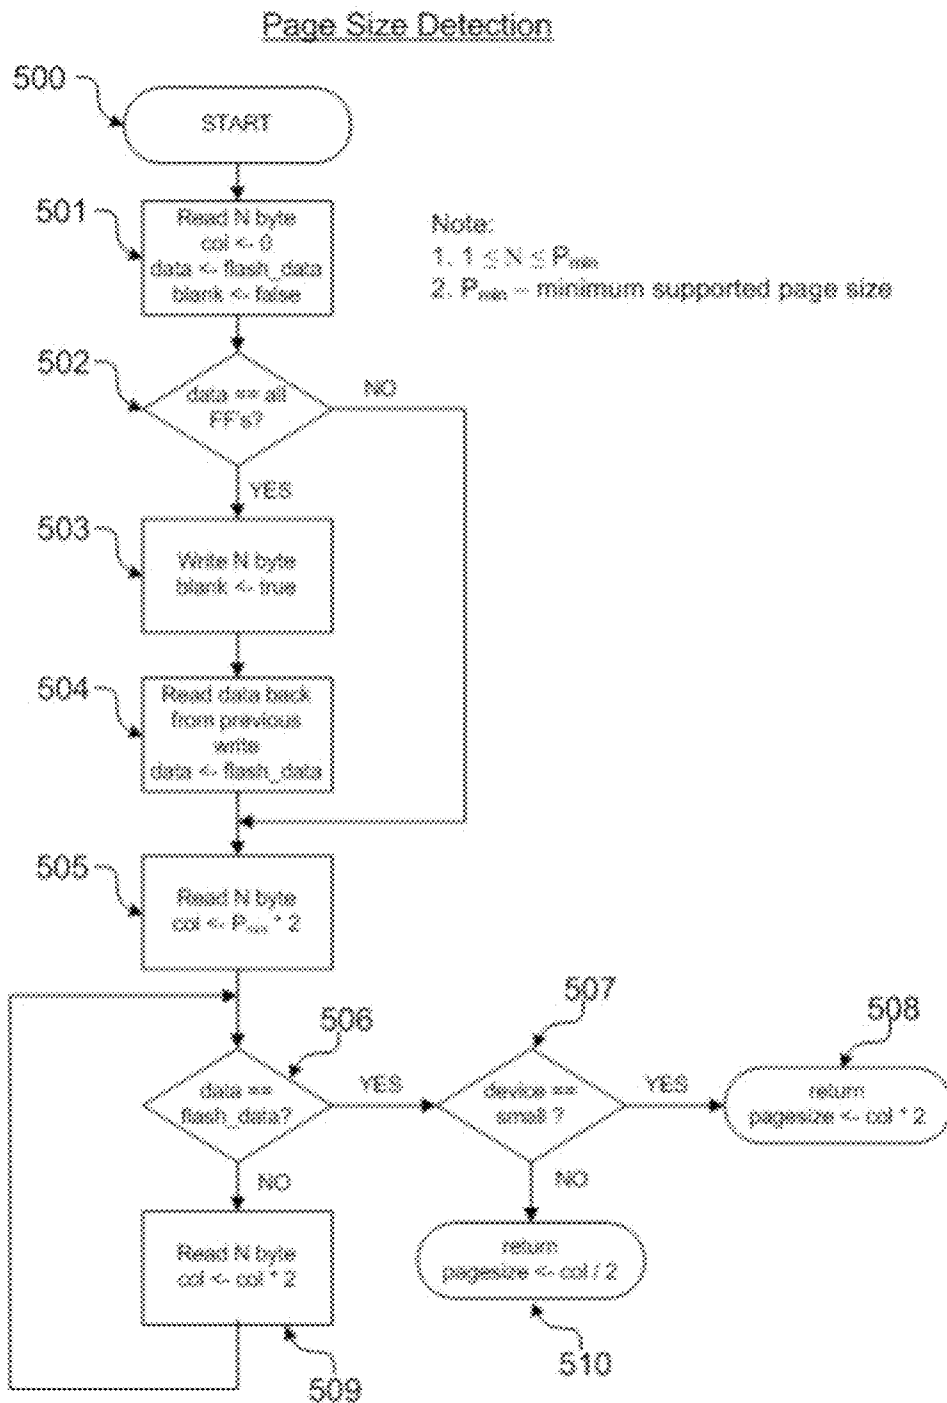 Page Size Detection
500
START
501
Read N byte
col <- 0
data <- flash_data
blank <- false
Note:
1. 1 ≤ N ≤ Pmin
2. Pmin – minimum supported page size
502
data == all
FF's?
NO
YES
503
Write N byte
blank <- true
504
Read data back
from previous
write
data <- flash_data
505
Read N byte
col <- Pmin * 2
506
data ==
flash_data?
YES
507
device ==
small ?
YES
508
return
pagesize <- col * 2
NO
NO
Read N byte
col <- col * 2
509
return
pagesize <- col / 2
510